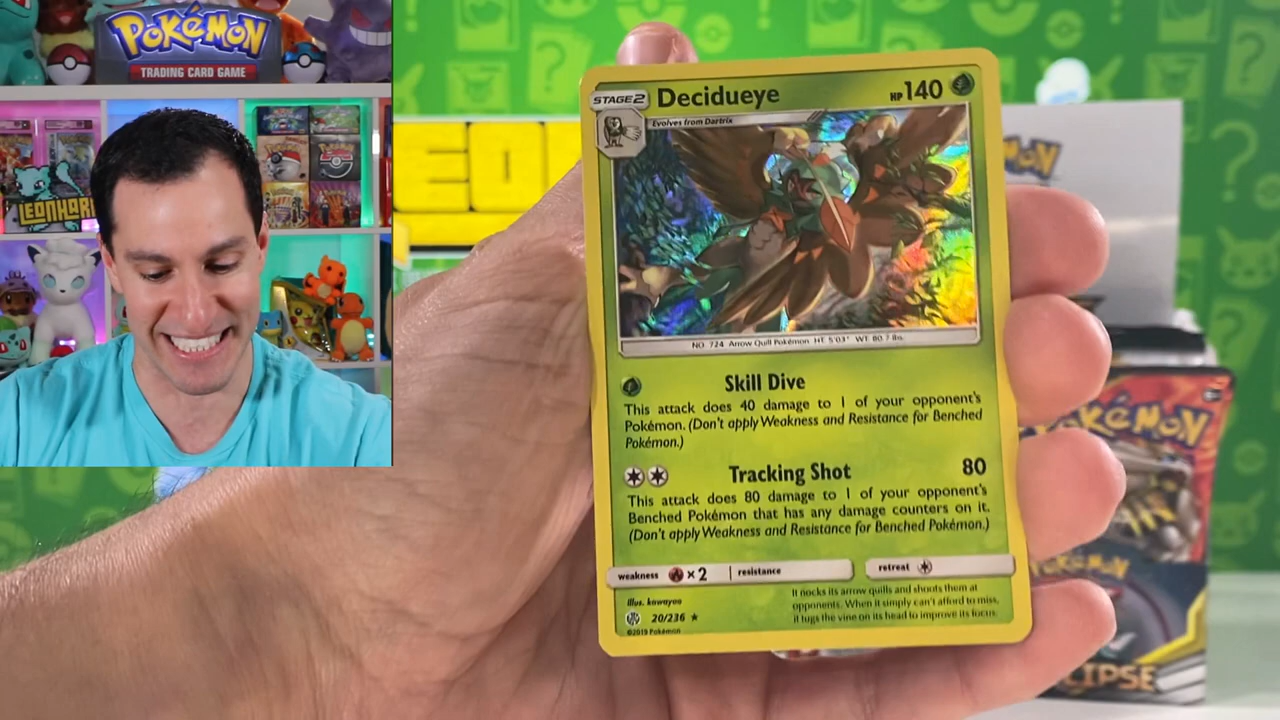 POKéMON
TRADING CARD GAME
LEONHAR
EON
STAGE 2
Decidueye
HP 140
Evolves from Dartrix
NO. 724 Arrow Quill Pokémon HT: 5'03" WT: 80.7 lbs.
Skill Dive
This attack does 40 damage to 1 of your opponent's
Pokémon. (Don't apply Weakness and Resistance for Benched
Pokémon.)
Tracking Shot 80
This attack does 80 damage to 1 of your opponent's
Benched Pokémon that has any damage counters on it.
(Don't apply Weakness and Resistance for Benched Pokémon.)
weakness ×2 resistance retreat
Illus. kawayoo
20/236 ★
©2019 Pokémon
It nocks its arrow quills and shoots them at
opponents. When it simply can't afford to miss,
it tugs the vine on its head to improve its focus.
MON
POKéMON
POKéMON
LIPSE